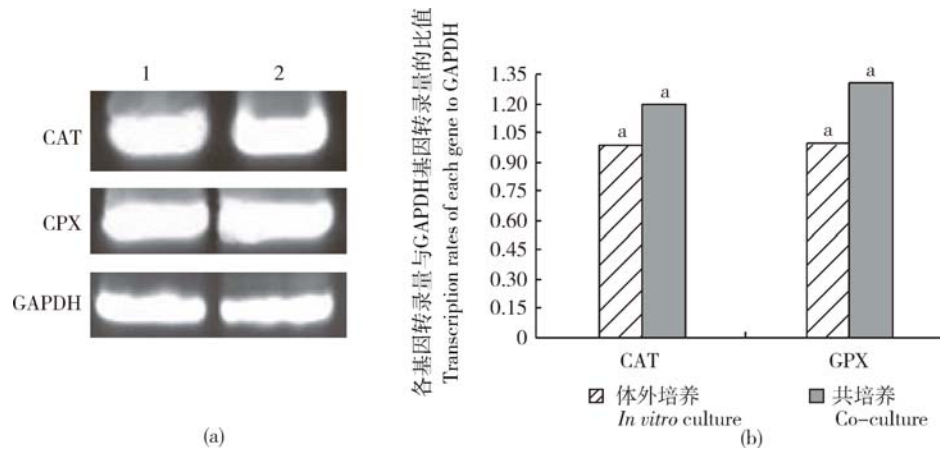 1 2
CAT
CPX
GAPDH
(a)
各基因转录量与GAPDH基因转录量的比值
Transcription rates of each gene to GAPDH
1.35
1.20
1.05
0.90
0.75
0.60
0.45
0.30
0.15
0
a a a a
CAT GPX
体外培养 共培养
In vitro culture Co-culture
(b)